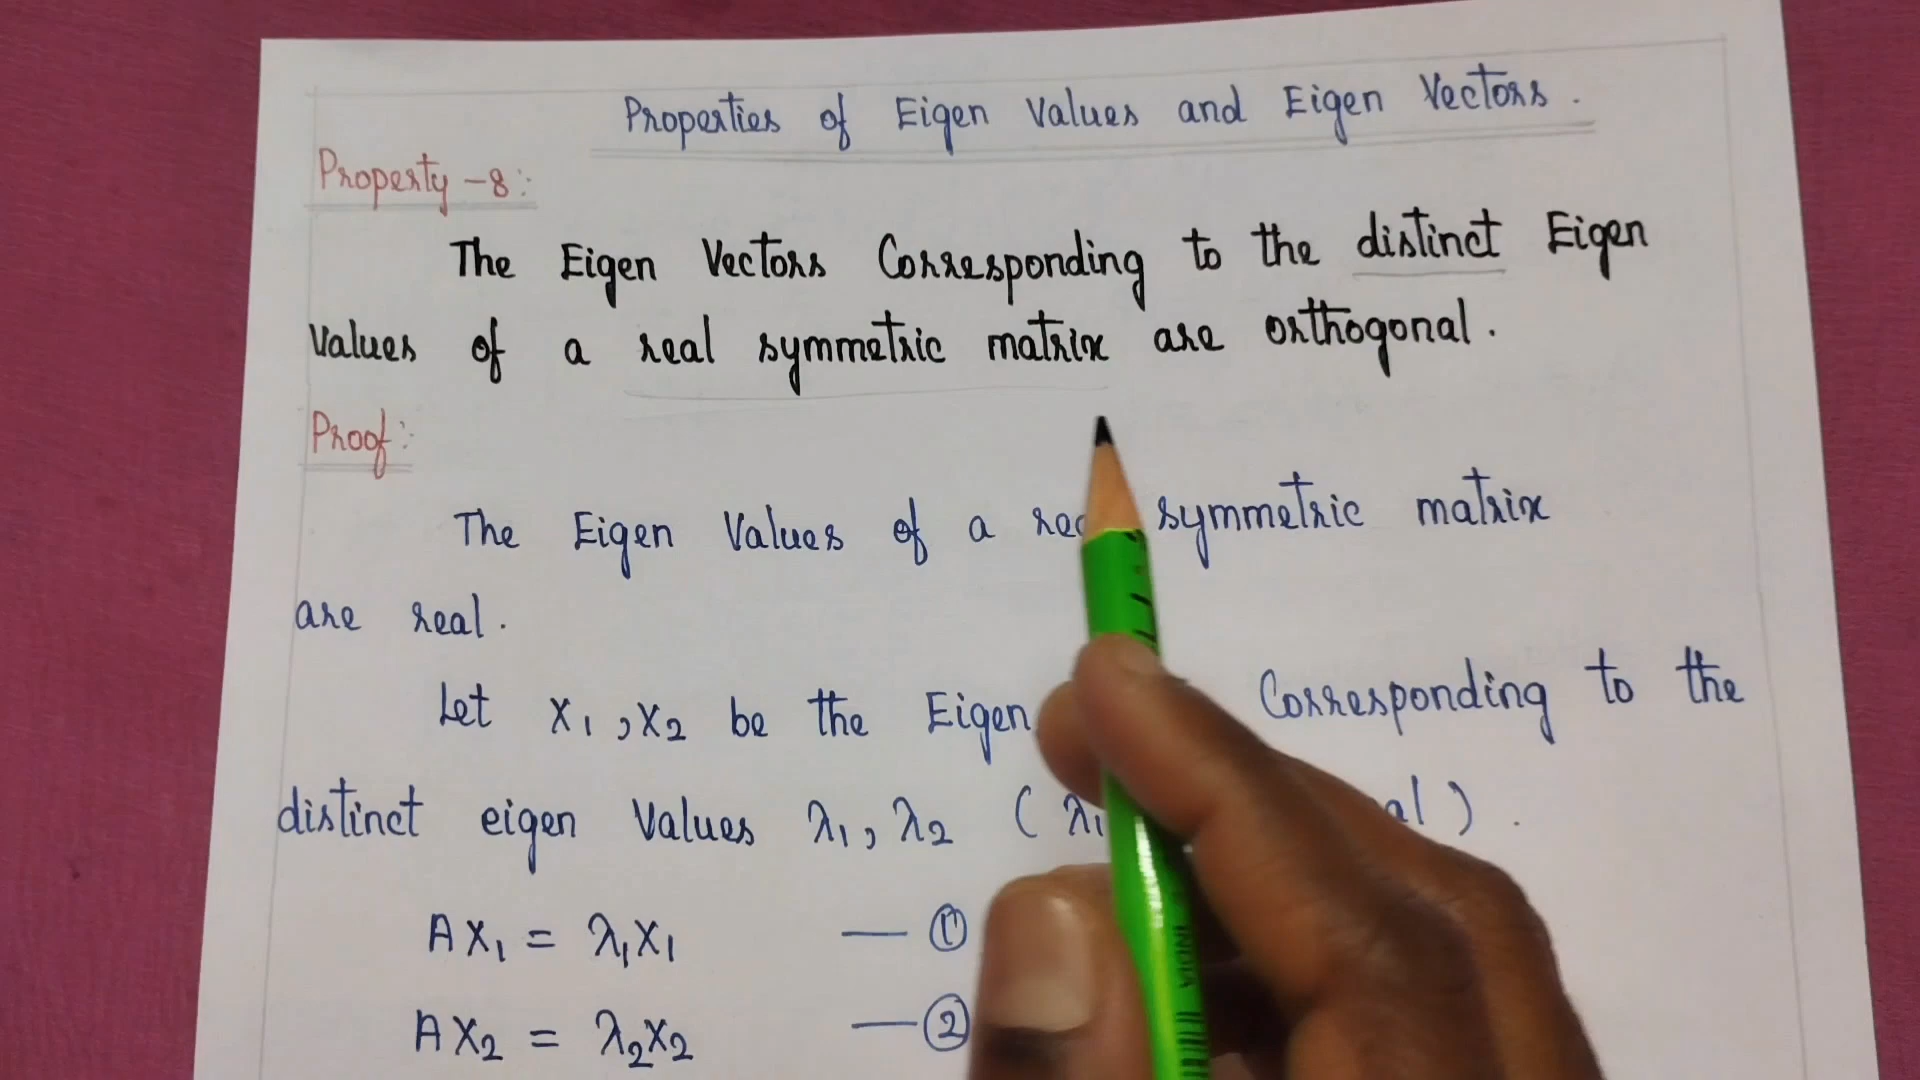 Properties of Eigen Values and Eigen Vectors.
Property-8:
The Eigen Vectors Corresponding to the distinct Eigen
Values of a real symmetric matrix are orthogonal.
Proof:
The Eigen Values of a symmetric matrix
are real.
Let X1, X2 be the Eigen Corresponding to the
distinct eigen Values λ1, λ2 ( λ1 ).
AX1 = λ1X1 — ①
AX2 = λ2X2 — ②